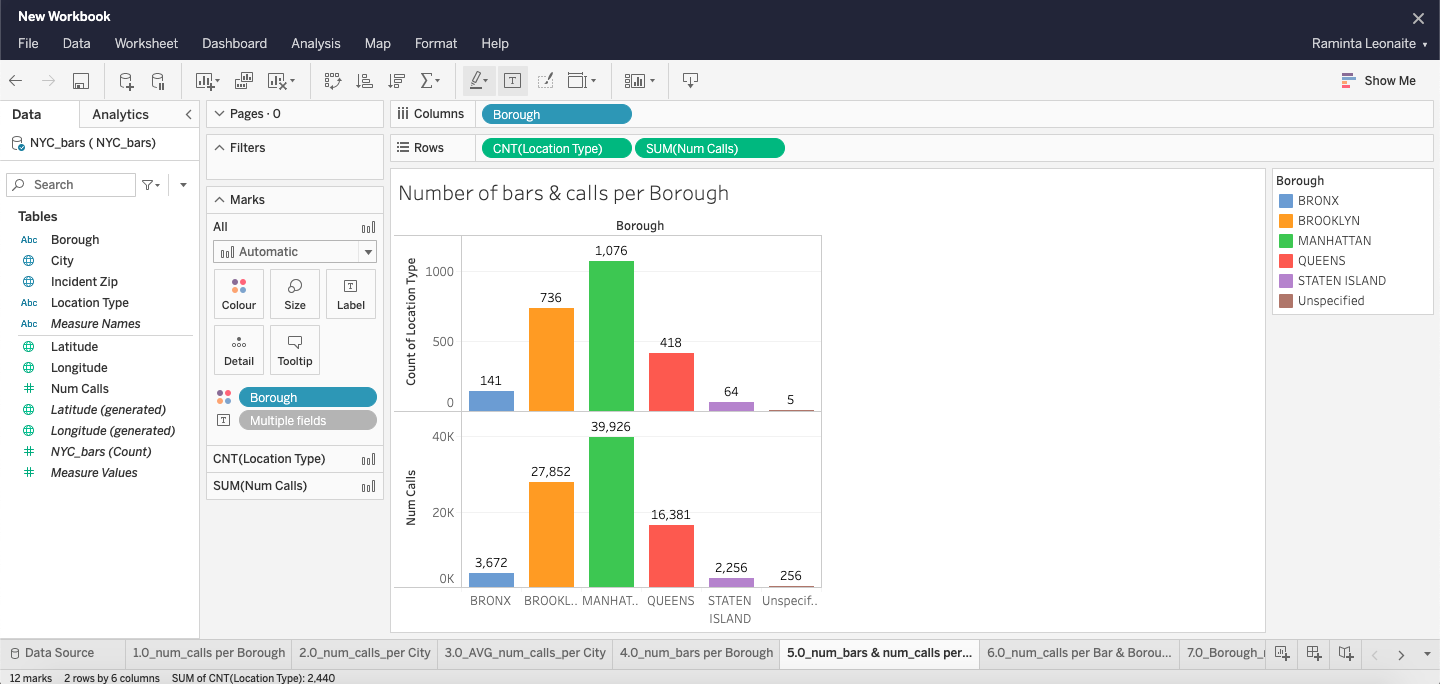 New Workbook
File Data Worksheet Dashboard Analysis Map Format Help
Raminta Leonaite
Show Me
Data Analytics
NYC_bars ( NYC_bars)
Search
Tables
Abc Borough
City
Incident Zip
Abc Location Type
Abc Measure Names
Latitude
Longitude
Num Calls
Latitude (generated)
Longitude (generated)
NYC_bars (Count)
Measure Values
Pages · 0
Filters
Marks
All
Automatic
Colour Size Label
Detail Tooltip
Borough
Multiple fields
CNT(Location Type)
SUM(Num Calls)
Columns Borough
Rows CNT(Location Type) SUM(Num Calls)
Number of bars & calls per Borough
Borough
Count of Location Type
1000
500
0
141 736 1,076 418 64 5
Num Calls
40K
20K
0K
3,672 27,852 39,926 16,381 2,256 256
BRONX BROOKL.. MANHAT.. QUEENS STATEN Unspecif..
ISLAND
Borough
BRONX
BROOKLYN
MANHATTAN
QUEENS
STATEN ISLAND
Unspecified
Data Source 1.0_num_calls per Borough 2.0_num_calls_per City 3.0_AVG_num_calls_per City 4.0_num_bars per Borough 5.0_num_bars & num_calls per... 6.0_num_calls per Bar & Borou... 7.0_Borough_
12 marks 2 rows by 6 columns SUM of CNT(Location Type): 2,440